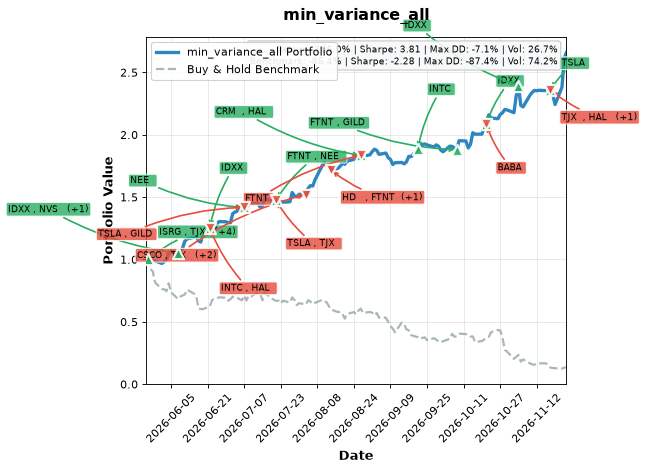 min_variance_all
IDXX
0% | Sharpe: 3.81 | Max DD: -7.1% | Vol: 26.7%
| Sharpe: -2.28 | Max DD: -87.4% | Vol: 74.2%
min_variance_all Portfolio
Buy & Hold Benchmark
TSLA
IDXX
INTC
CRM , HAL
FTNT , GILD
TJX , HAL (+1)
FTNT , NEE
IDXX
BABA
NEE
FTNT
HD , FTNT (+1)
IDXX , NVS (+1)
TSLA , GILD
ISRG , TJX (+4)
TSLA , TJX
(+2)
INTC , HAL
Portfolio Value
2.5
2.0
1.5
1.0
0.5
0.0
2026-06-05
2026-06-21
2026-07-07
2026-07-23
2026-08-08
2026-08-24
2026-09-09
2026-09-25
2026-10-11
2026-10-27
2026-11-12
Date